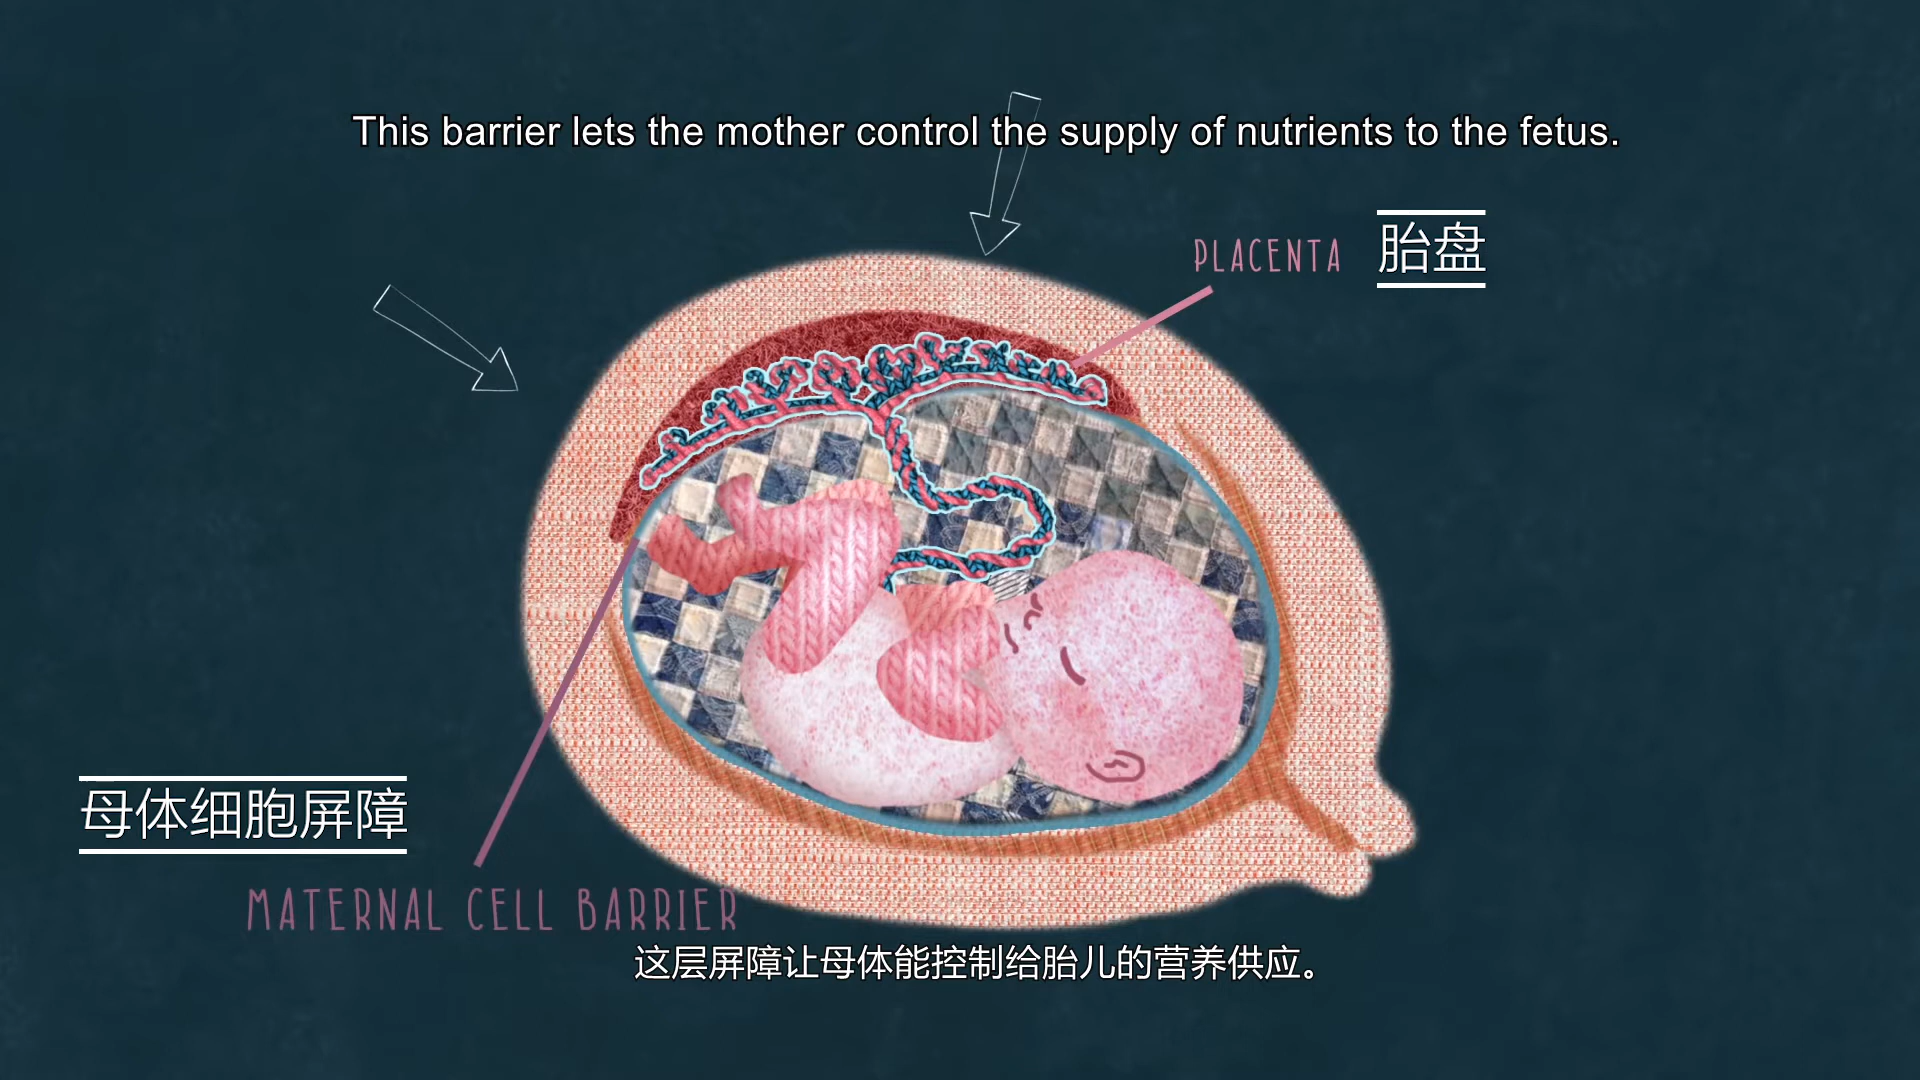 This barrier lets the mother control the supply of nutrients to the fetus.
PLACENTA 胎盘
母体细胞屏障
MATERNAL CELL BARRIER
这层屏障让母体能控制给胎儿的营养供应。